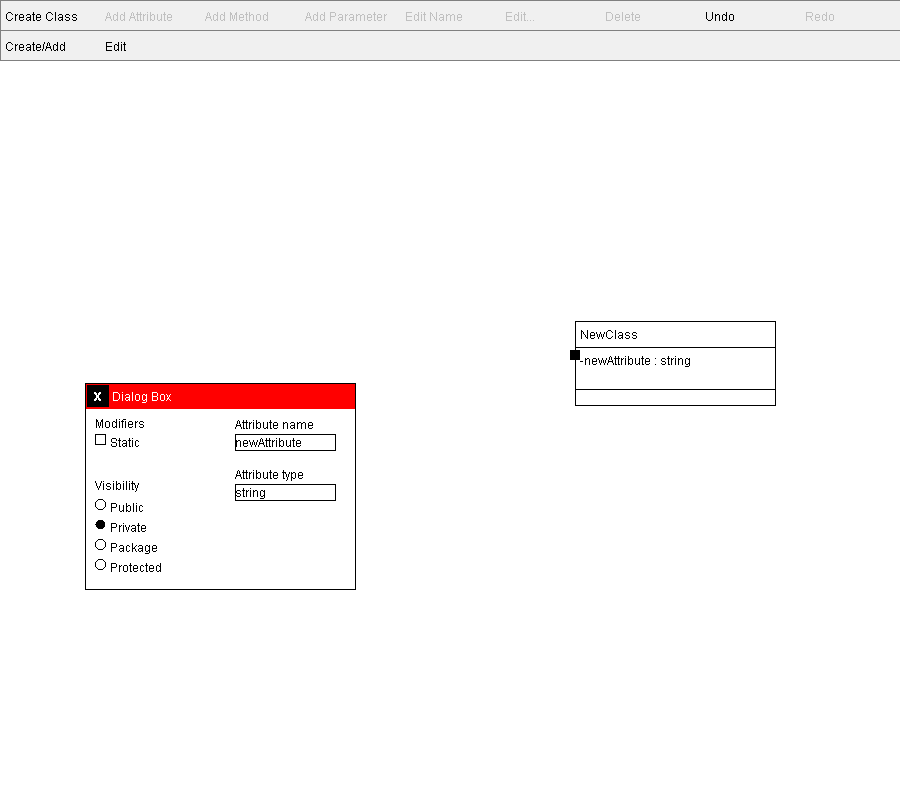 Create Class Add Attribute Add Method Add Parameter Edit Name Edit... Delete Undo Redo
Create/Add Edit
NewClass
-newAttribute : string
X Dialog Box
Modifiers
Static
Visibility
Public
Private
Package
Protected
Attribute name
newAttribute
Attribute type
string